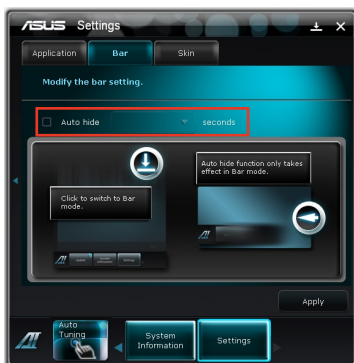 ASUS Settings
Application Bar Skin
Modify the bar setting.
Auto hide seconds
Click to switch to Bar
mode.
Auto hide function only takes
effect in Bar mode.
Apply
Auto
Tuning
System
Information
Settings